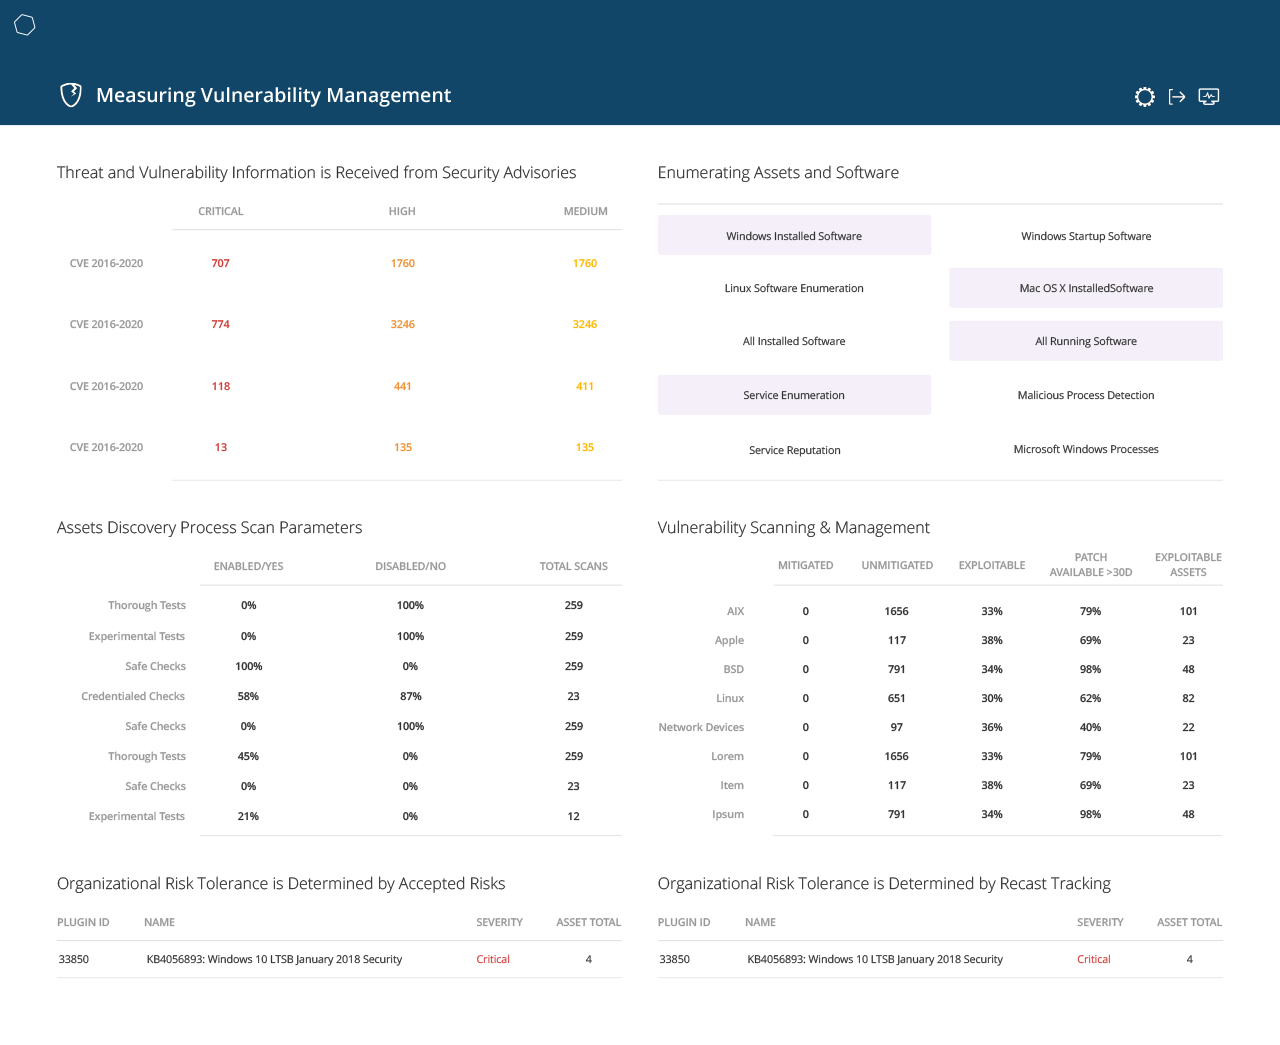 Measuring Vulnerability Management
Threat and Vulnerability Information is Received from Security Advisories
CRITICAL HIGH MEDIUM
CVE 2016-2020 707 1760 1760
CVE 2016-2020 774 3246 3246
CVE 2016-2020 118 441 411
CVE 2016-2020 13 135 135
Enumerating Assets and Software
Windows Installed Software Windows Startup Software
Linux Software Enumeration Mac OS X InstalledSoftware
All Installed Software All Running Software
Service Enumeration Malicious Process Detection
Service Reputation Microsoft Windows Processes
Assets Discovery Process Scan Parameters
ENABLED/YES DISABLED/NO TOTAL SCANS
Thorough Tests 0% 100% 259
Experimental Tests 0% 100% 259
Safe Checks 100% 0% 259
Credentialed Checks 58% 87% 23
Safe Checks 0% 100% 259
Thorough Tests 45% 0% 259
Safe Checks 0% 0% 23
Experimental Tests 21% 0% 12
Vulnerability Scanning & Management
MITIGATED UNMITIGATED EXPLOITABLE PATCH AVAILABLE >30D EXPLOITABLE ASSETS
AIX 0 1656 33% 79% 101
Apple 0 117 38% 69% 23
BSD 0 791 34% 98% 48
Linux 0 651 30% 62% 82
Network Devices 0 97 36% 40% 22
Lorem 0 1656 33% 79% 101
Item 0 117 38% 69% 23
Ipsum 0 791 34% 98% 48
Organizational Risk Tolerance is Determined by Accepted Risks
PLUGIN ID NAME SEVERITY ASSET TOTAL
33850 KB4056893: Windows 10 LTSB January 2018 Security Critical 4
Organizational Risk Tolerance is Determined by Recast Tracking
PLUGIN ID NAME SEVERITY ASSET TOTAL
33850 KB4056893: Windows 10 LTSB January 2018 Security Critical 4